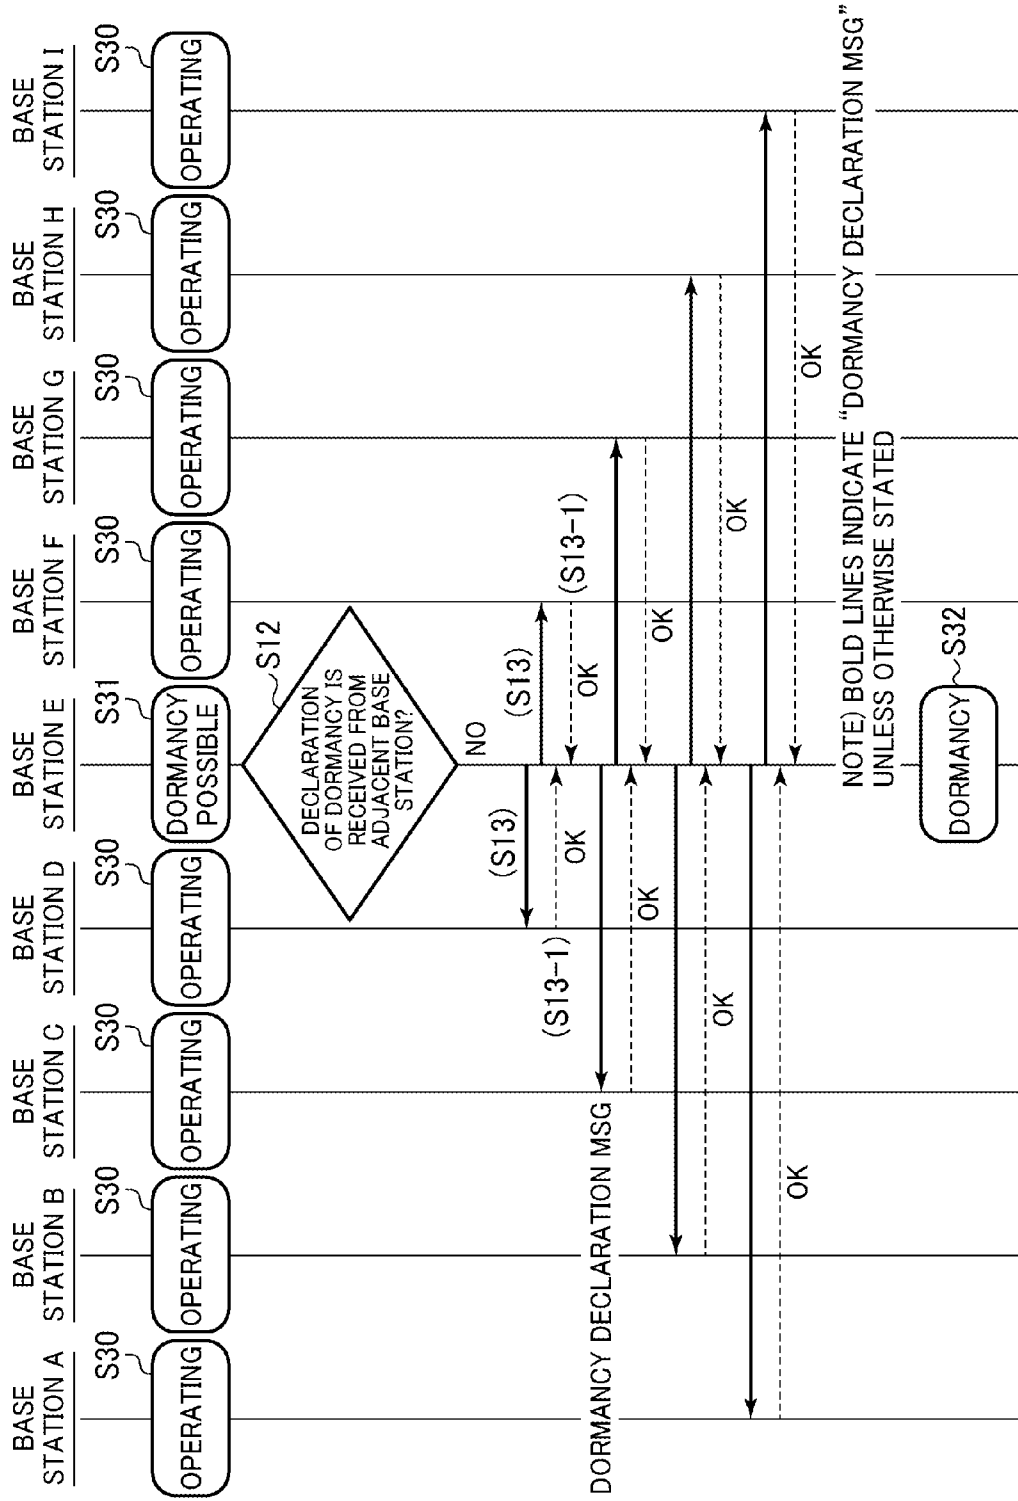 BASE
STATION A
BASE
STATION B
BASE
STATION C
BASE
STATION D
BASE
STATION E
BASE
STATION F
BASE
STATION G
BASE
STATION H
BASE
STATION I
S30
S30
S30
S30
S31
S30
S30
S30
S30
OPERATING
OPERATING
OPERATING
OPERATING
DORMANCY
POSSIBLE
OPERATING
OPERATING
OPERATING
OPERATING
S12
DECLARATION
OF DORMANCY IS
RECEIVED FROM
ADJACENT BASE
STATION?
NO
(S13)
(S13)
(S13-1)
OK
OK
(S13-1)
DORMANCY DECLARATION MSG
OK
OK
OK
OK
OK
OK
NOTE) BOLD LINES INDICATE “DORMANCY DECLARATION MSG”
UNLESS OTHERWISE STATED
DORMANCY
S32